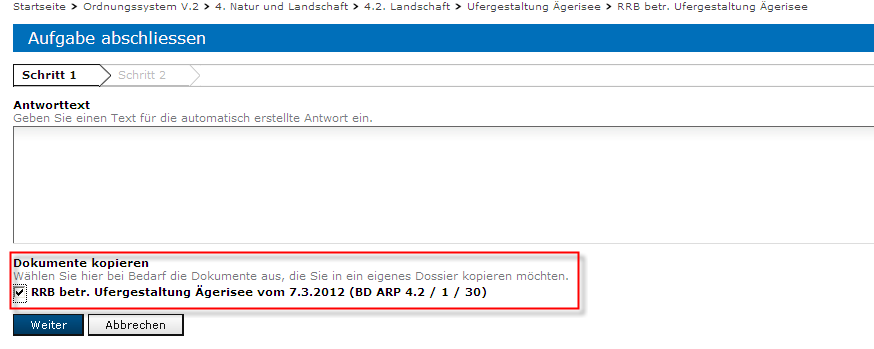 Startseite > Ordnungssystem V.2 > 4. Natur und Landschaft > 4.2. Landschaft > Ufergestaltung Ägerisee > RRB betr. Ufergestaltung Ägerisee
Aufgabe abschliessen
Schritt 1 Schritt 2
Antworttext
Geben Sie einen Text für die automatisch erstellte Antwort ein.
Dokumente kopieren
Wählen Sie hier bei Bedarf die Dokumente aus, die Sie in ein eigenes Dossier kopieren möchten.
RRB betr. Ufergestaltung Ägerisee vom 7.3.2012 (BD ARP 4.2 / 1 / 30)
Weiter Abbrechen